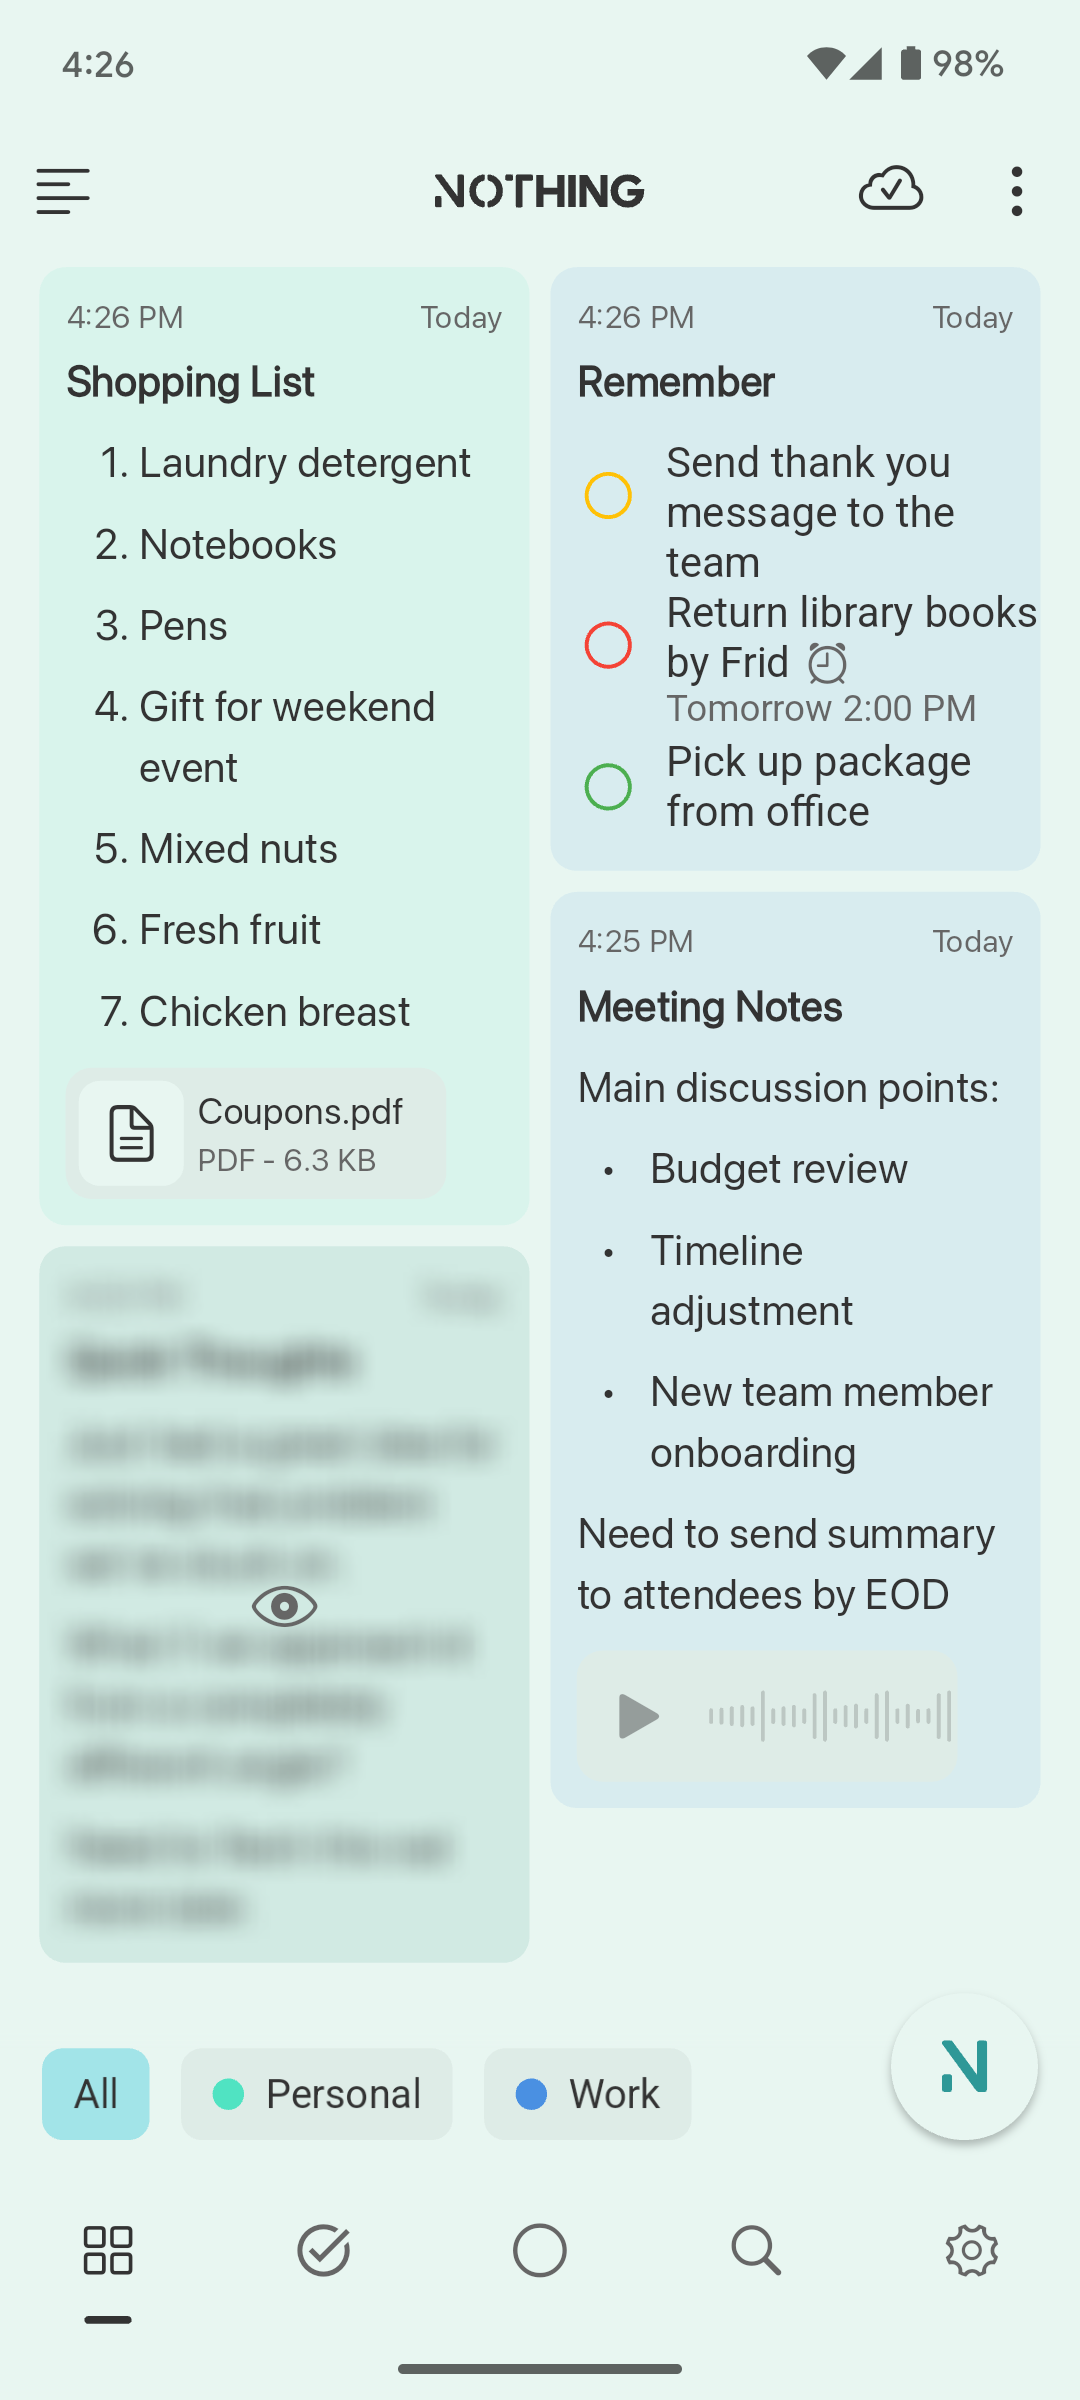 4:26
98%
NOTHING
4:26 PM Today
Shopping List
1. Laundry detergent
2. Notebooks
3. Pens
4. Gift for weekend
event
5. Mixed nuts
6. Fresh fruit
7. Chicken breast
Coupons.pdf
PDF - 6.3 KB
4:26 PM Today
Remember
Send thank you
message to the
team
Return library books
by Frid
Tomorrow 2:00 PM
Pick up package
from office
4:25 PM Today
Meeting Notes
Main discussion points:
• Budget review
• Timeline
adjustment
• New team member
onboarding
Need to send summary
to attendees by EOD
All
Personal
Work